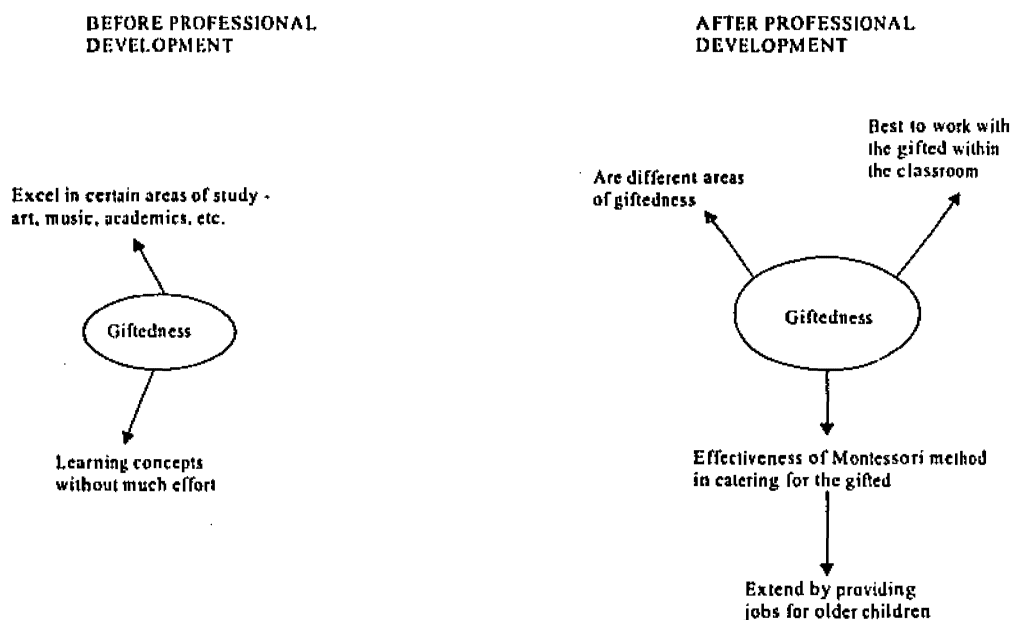 BEFORE PROFESSIONAL
DEVELOPMENT
Excel in certain areas of study -
art, music, academics, etc.
Giftedness
Learning concepts
without much effort
AFTER PROFESSIONAL
DEVELOPMENT
Best to work with
the gifted within
the classroom
Are different areas
of giftedness
Giftedness
Effectiveness of Montessori method
in catering for the gifted
Extend by providing
jobs for older children